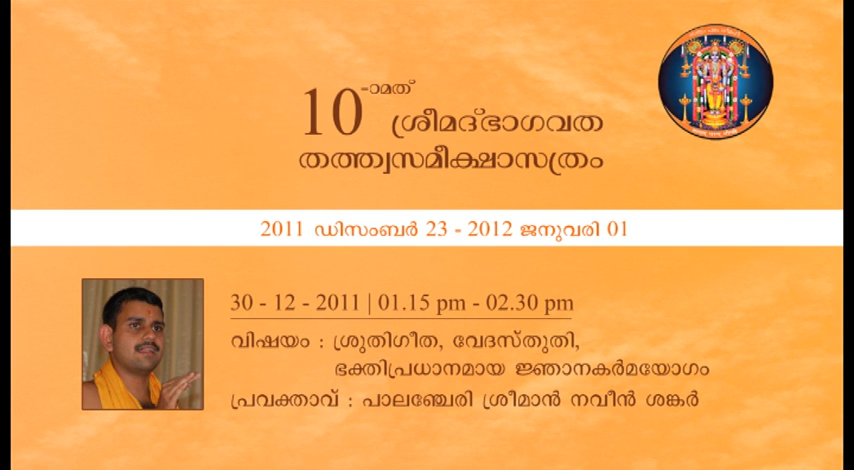 10-ാമത്
ശ്രീമദ്ഭാഗവത
തത്ത്വസമീക്ഷാസത്രം
2011 ഡിസംബർ 23 - 2012 ജനുവരി 01
30 - 12 - 2011 | 01.15 pm - 02.30 pm
വിഷയം : ശ്രുതിഗീത, വേദസ്തുതി,
ഭക്തിപ്രധാനമായ ജ്ഞാനകർമയോഗം
പ്രവക്താവ് : പാലഞ്ചേരി ശ്രീമാൻ നവീൻ ശങ്കർ